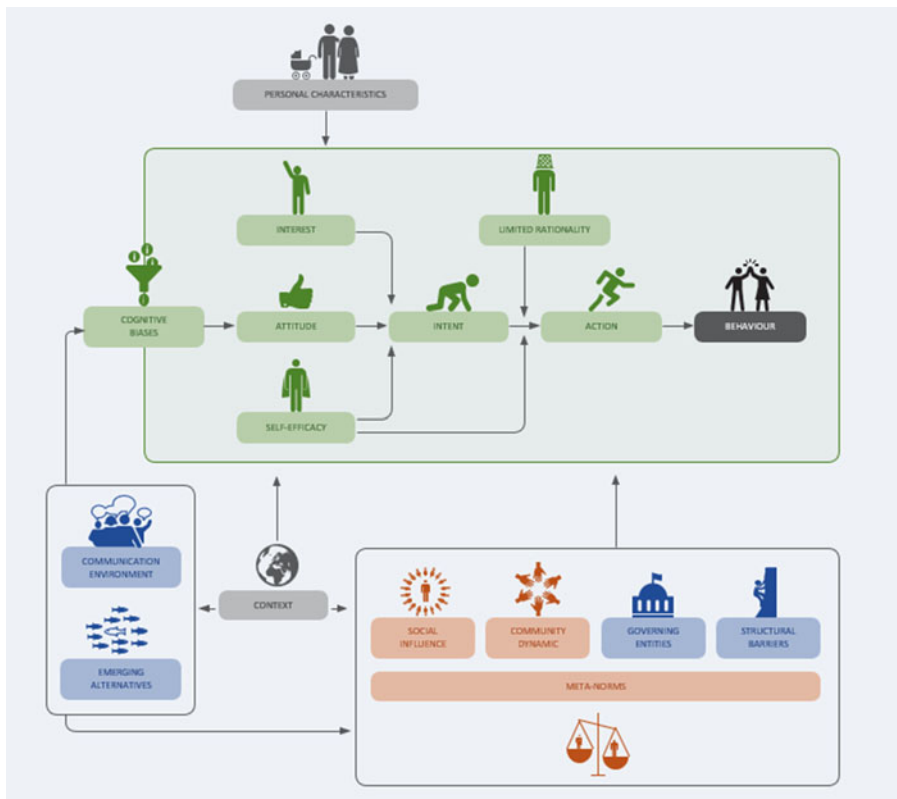 PERSONAL CHARACTERISTICS
INTEREST
LIMITED RATIONALITY
COGNITIVE
BIASES
ATTITUDE
INTENT
ACTION
BEHAVIOUR
SELF-EFFICACY
COMMUNICATION
ENVIRONMENT
CONTEXT
EMERGING
ALTERNATIVES
SOCIAL
INFLUENCE
COMMUNITY
DYNAMIC
GOVERNING
ENTITIES
STRUCTURAL
BARRIERS
META-NORMS